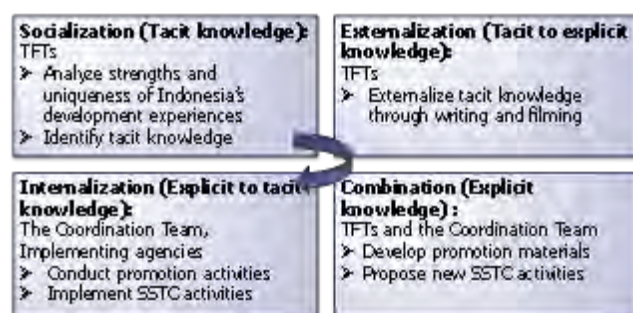 Socialization (Tacit knowledge):
TFTs
➢ Analyze strengths and
uniqueness of Indonesia's
development experiences
➢ Identify tacit knowledge
Externalization (Tacit to explicit
knowledge):
TFTs
➢ Externalize tacit knowledge
through writing and filming
Internalization (Explicit to tacit
knowledge):
The Coordination Team,
Implementing agencies
➢ Conduct promotion activities
➢ Implement SSTC activities
Combination (Explicit
knowledge) :
TFTs and the Coordination Team
➢ Develop promotion materials
➢ Propose new SSTC activities